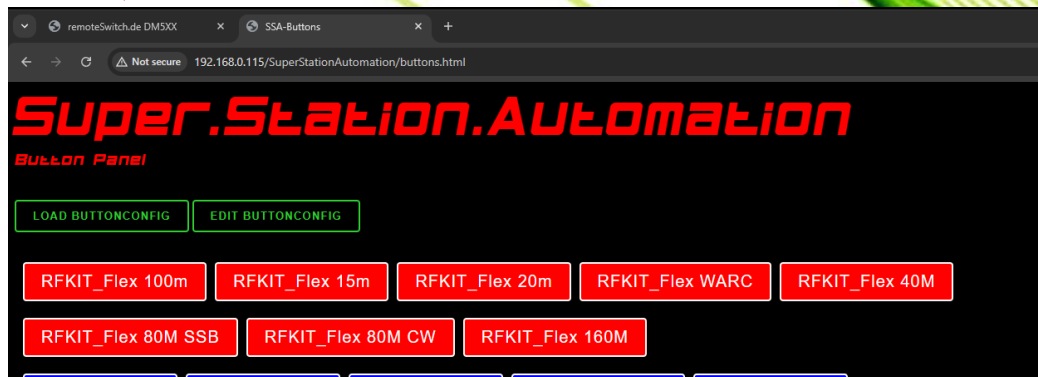 remoteSwitch.de DM5XX
SSA-Buttons
Not secure 192.168.0.115/SuperStationAutomation/buttons.html
Super.Station.Automation
Button Panel
LOAD BUTTONCONFIG EDIT BUTTONCONFIG
RFKIT_Flex 100m RFKIT_Flex 15m RFKIT_Flex 20m RFKIT_Flex WARC RFKIT_Flex 40M
RFKIT_Flex 80M SSB RFKIT_Flex 80M CW RFKIT_Flex 160M